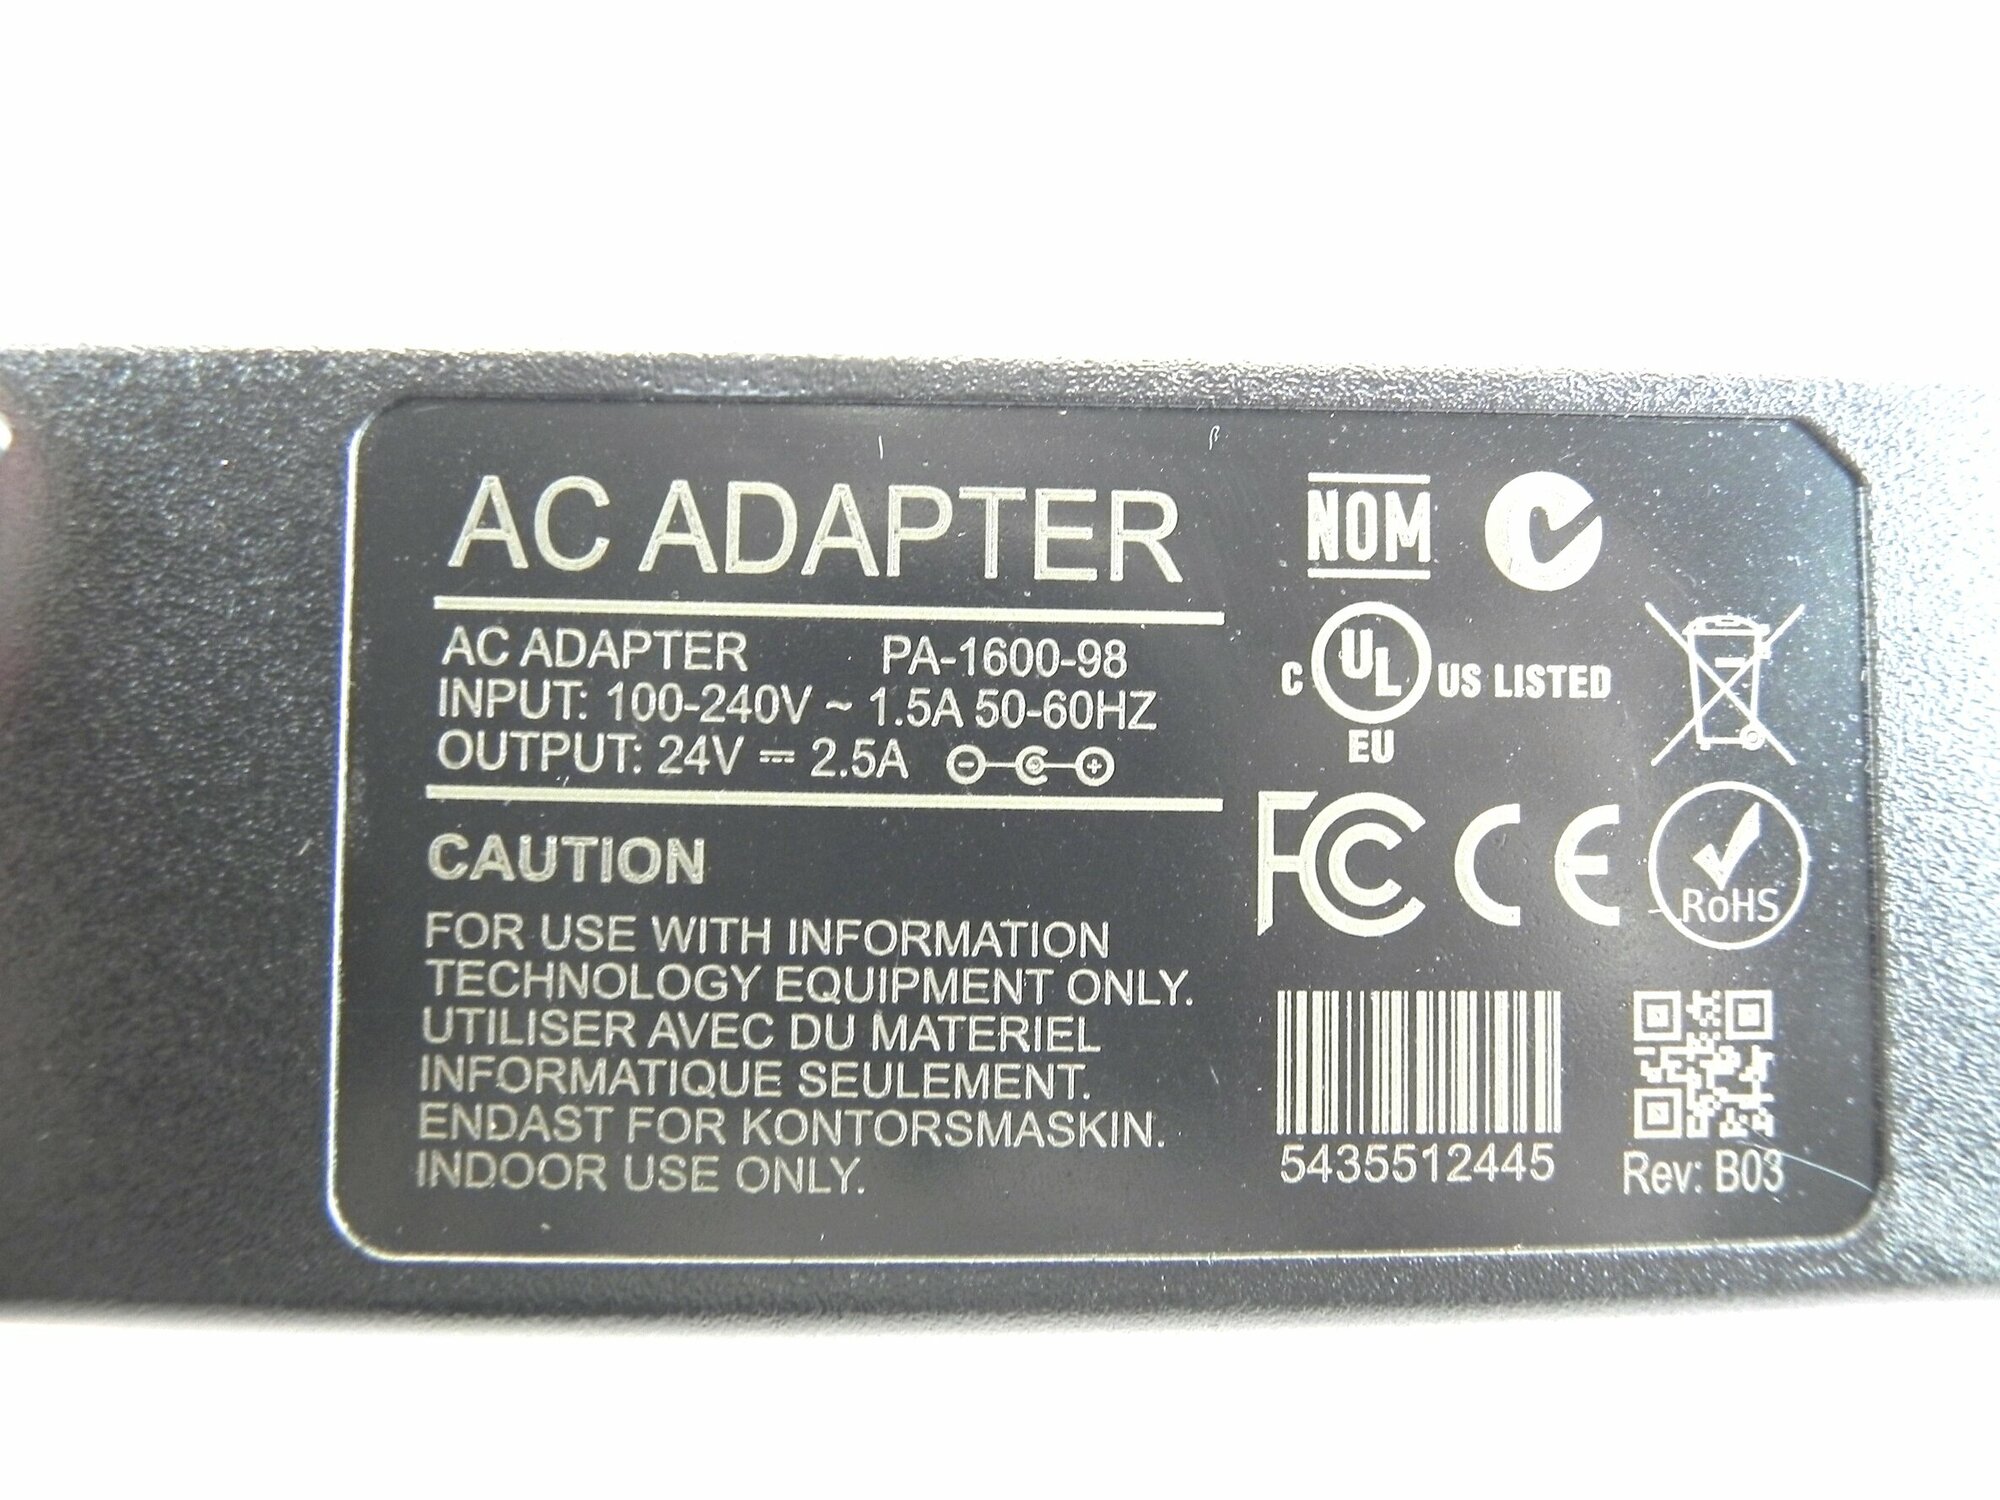 AC ADAPTER
AC ADAPTER PA-1600-98
INPUT: 100-240V ~ 1.5A 50-60HZ
OUTPUT: 24V ⎓ 2.5A
CAUTION
FOR USE WITH INFORMATION
TECHNOLOGY EQUIPMENT ONLY.
UTILISER AVEC DU MATERIEL
INFORMATIQUE SEULEMENT.
ENDAST FOR KONTORSMASKIN.
INDOOR USE ONLY.
NOM
C UL US LISTED
EU
FC CE
RoHS
5435512445
Rev: B03